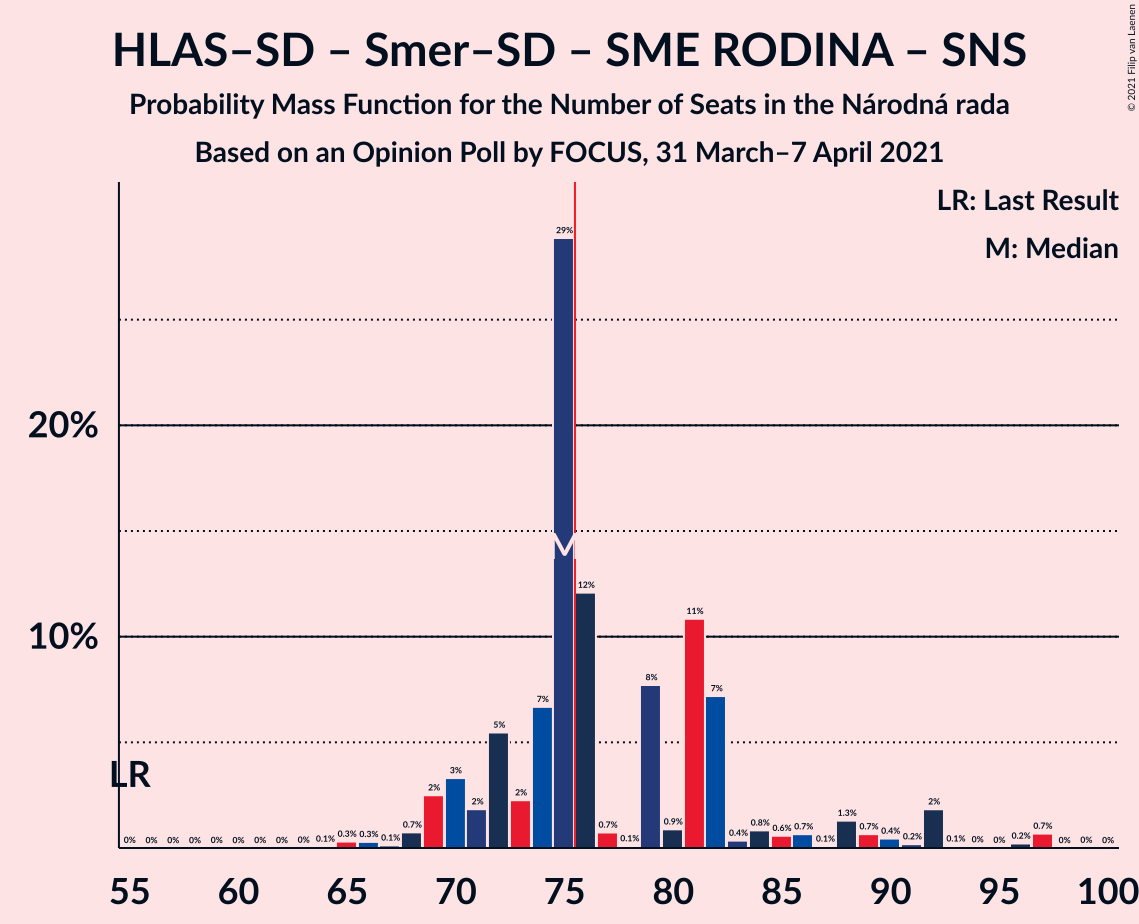 HLAS–SD – Smer–SD – SME RODINA – SNS
Probability Mass Function for the Number of Seats in the Národná rada
Based on an Opinion Poll by FOCUS, 31 March–7 April 2021
© 2021 Filip van Laenen
LR: Last Result
M: Median
20%
10%
LR
M
0% 0% 0% 0% 0% 0% 0% 0% 0% 0.1% 0.3% 0.3% 0.1% 0.7% 2% 3% 2% 5% 2% 7% 29% 12% 0.7% 0.1% 8% 0.9% 11% 7% 0.4% 0.8% 0.6% 0.7% 0.1% 1.3% 0.7% 0.4% 0.2% 2% 0.1% 0% 0% 0.2% 0.7% 0% 0% 0%
55 60 65 70 75 80 85 90 95 100